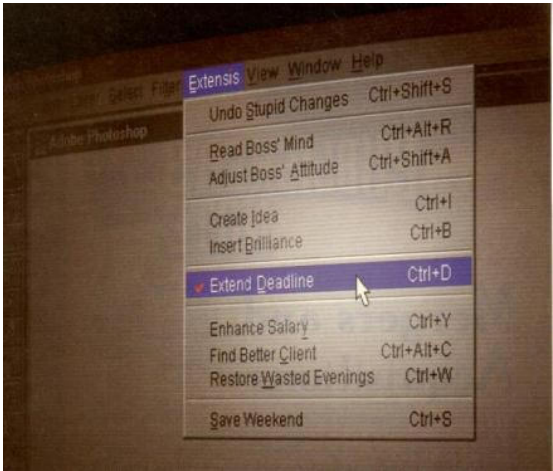 Select Filter Extensis View Window Help
Adobe Photoshop
Undo Stupid Changes Ctrl+Shift+S
Read Boss' Mind Ctrl+Alt+R
Adjust Boss' Attitude Ctrl+Shift+A
Create Idea Ctrl+I
Insert Brilliance Ctrl+B
Extend Deadline Ctrl+D
Enhance Salary Ctrl+Y
Find Better Client Ctrl+Alt+C
Restore Wasted Evenings Ctrl+W
Save Weekend Ctrl+S